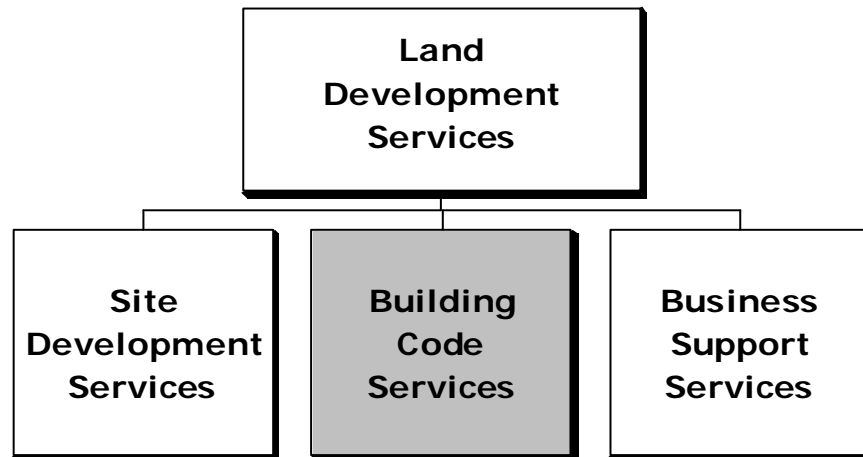 Land
Development
Services
Site
Development
Services
Building
Code
Services
Business
Support
Services